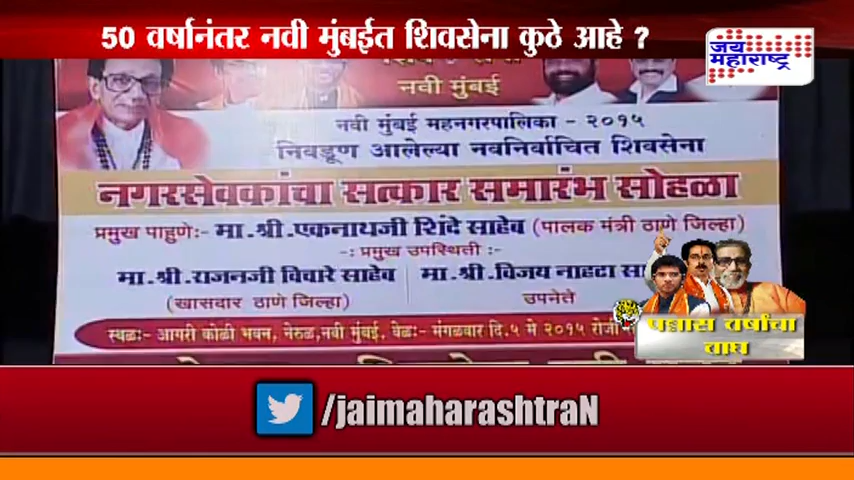 50 वर्षानंतर नवी मुंबईत शिवसेना कुठे आहे ?
जय
महाराष्ट्र
नवी मुंबई
नवी मुंबई महनगरपालिका - २०१५
निवडूण आलेल्या नवनिर्वाचित शिवसेना
नगरसेवकांचा सत्कार समारंभ सोहळा
प्रमुख पाहुणे:- मा.श्री.एकनाथजी शिंदे साहेब (पालक मंत्री ठाणे जिल्हा)
-: प्रमुख उपस्थिती :-
मा.श्री.राजनजी विचारे साहेब मा.श्री.विजय नाहटा
(खासदार ठाणे जिल्हा) उपनेते
स्थळ:- आगरी कोळी भवन, नेरुळ,नवी मुंबई. वेळ:- मंगळवार दि.५ मे २०१५ रोजी
पन्नास वर्षांचा
वाघ
/jaimaharashtraN